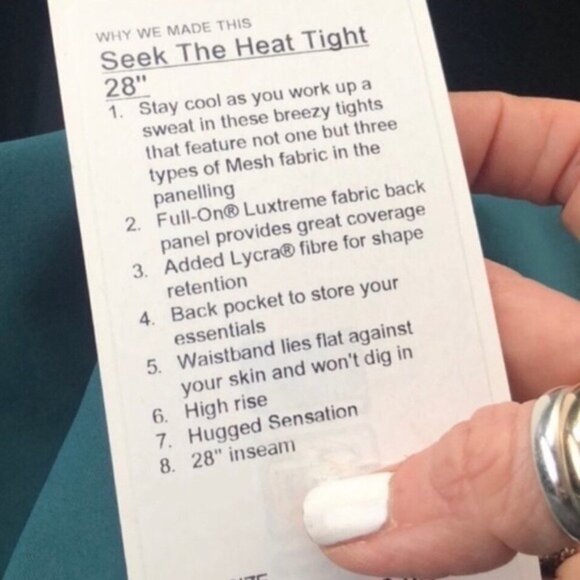 WHY WE MADE THIS
Seek The Heat Tight
28"
1. Stay cool as you work up a
sweat in these breezy tights
that feature not one but three
types of Mesh fabric in the
panelling
2. Full-On® Luxtreme fabric back
panel provides great coverage
3. Added Lycra® fibre for shape
retention
4. Back pocket to store your
essentials
5. Waistband lies flat against
your skin and won't dig in
6. High rise
7. Hugged Sensation
8. 28" inseam